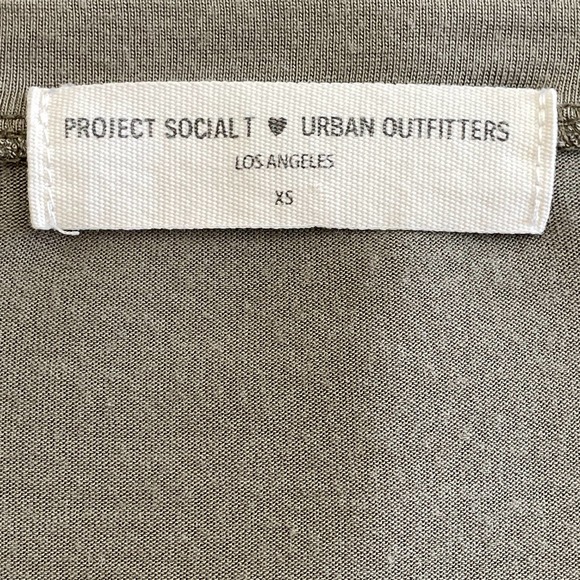 PROJECT SOCIAL T ♥ URBAN OUTFITTERS
LOS ANGELES
XS